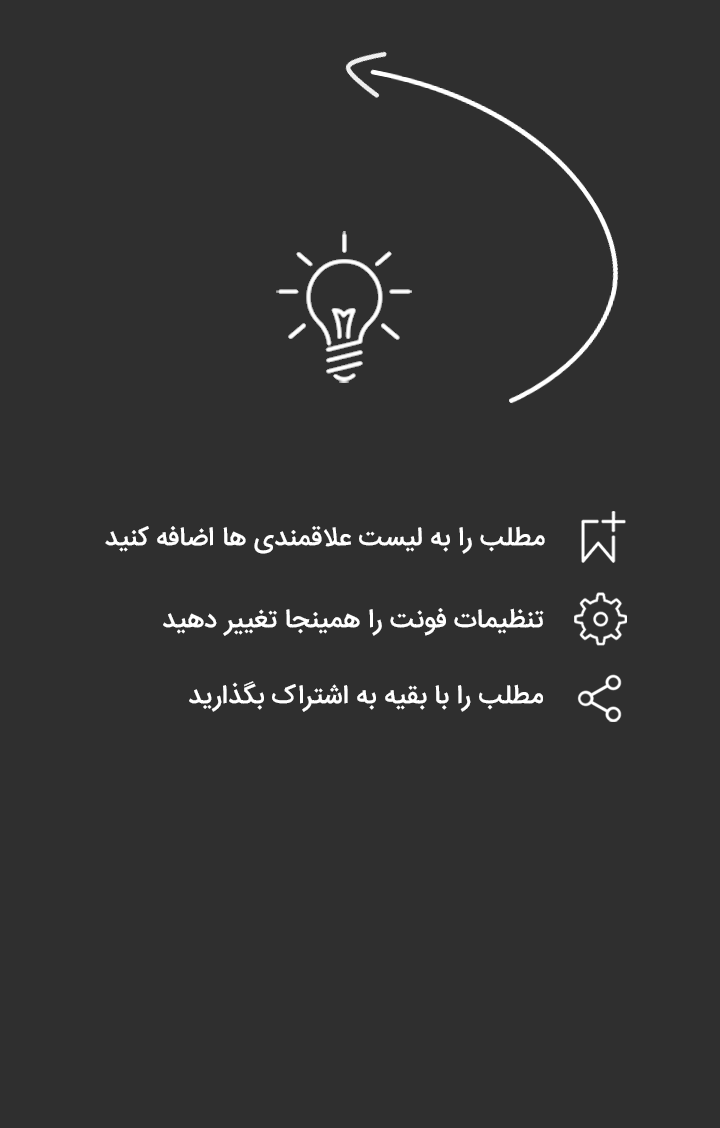 مطلب را به لیست علاقمندی ها اضافه کنید
تنظیمات فونت را همینجا تغییر دهید
مطلب را با بقیه به اشتراک بگذارید